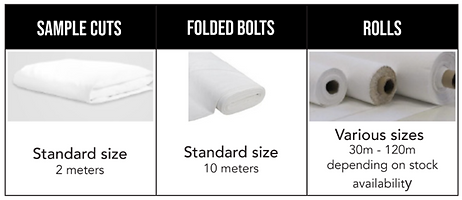 SAMPLE CUTS
Standard size
2 meters
FOLDED BOLTS
Standard size
10 meters
ROLLS
Various sizes
30m - 120m
depending on stock
availability